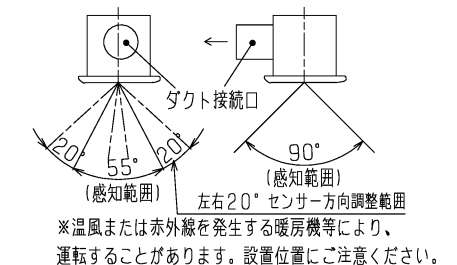 ダクト接続口
20°
55°
20°
(感知範囲)
90°
(感知範囲)
左右20°センサー方向調整範囲
※温風または赤外線を発生する暖房機等により、
運転することがあります。設置位置にご注意ください。